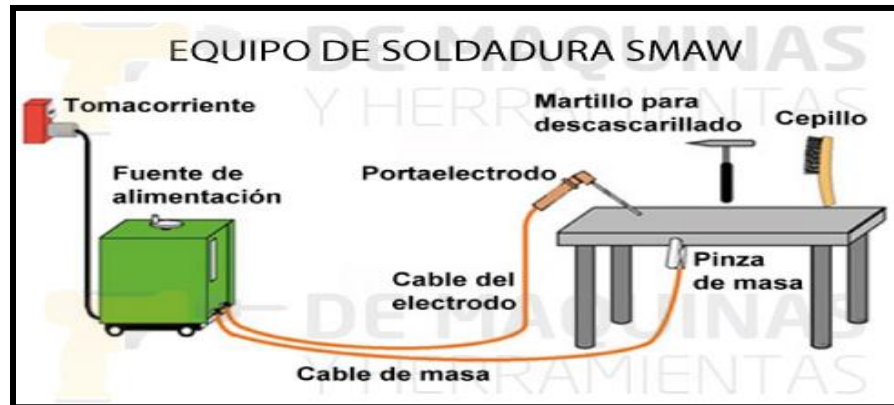 EQUIPO DE SOLDADURA SMAW
DE MAQUINAS
Y HERRAMIENTAS
Tomacorriente
Martillo para
descascarillado
Cepillo
Fuente de
alimentación
Portaelectrodo
Cable del
electrodo
Pinza
de masa
Cable de masa
DE MAQUINAS
Y HERRAMIENTAS